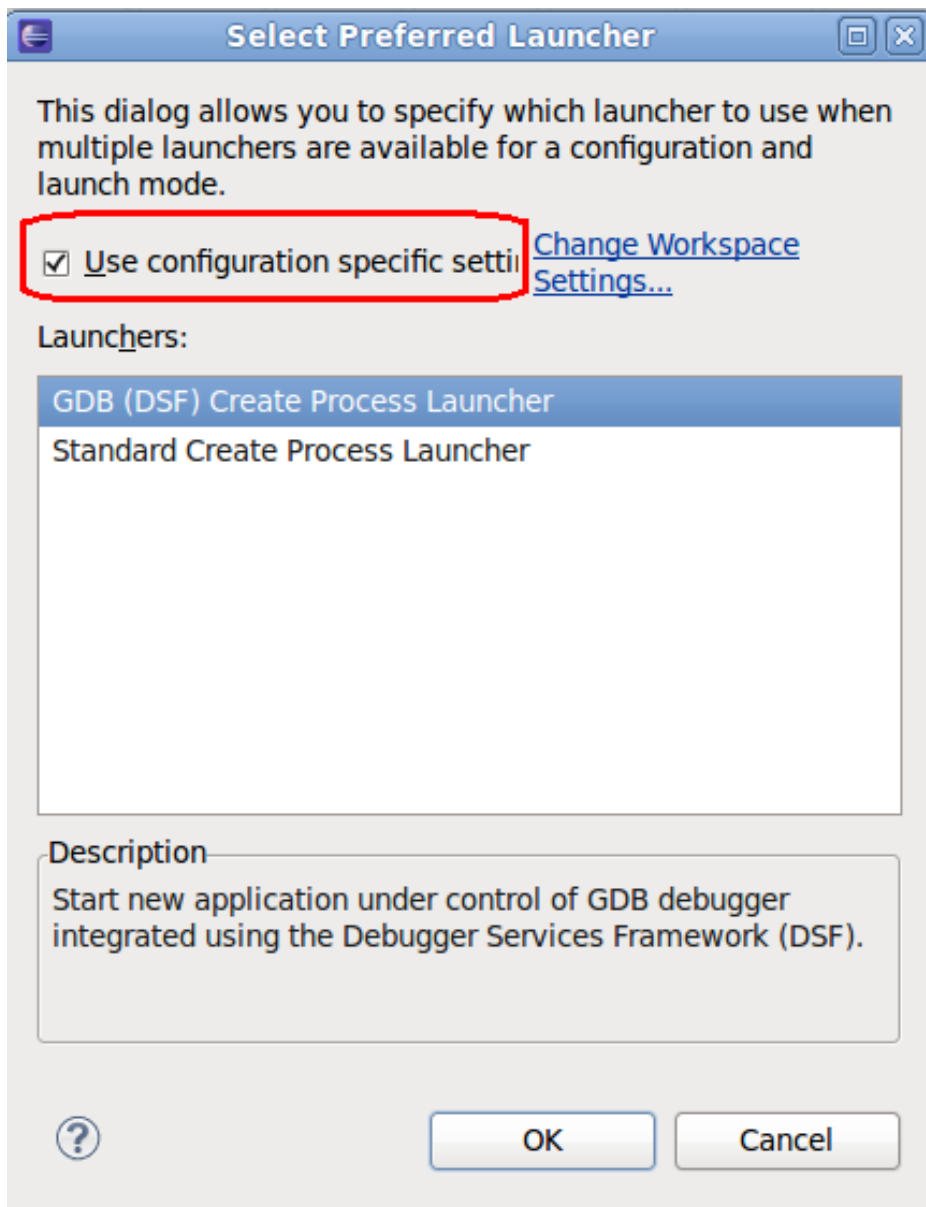 Select Preferred Launcher
This dialog allows you to specify which launcher to use when
multiple launchers are available for a configuration and
launch mode.
Use configuration specific
Change Workspace
Settings...
Launchers:
GDB (DSF) Create Process Launcher
Standard Create Process Launcher
Description
Start new application under control of GDB debugger
integrated using the Debugger Services Framework (DSF).
?
OK
Cancel